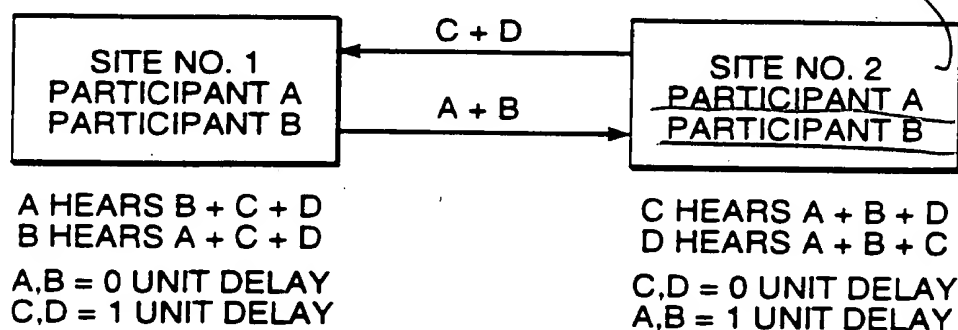 C + D
SITE NO. 1
PARTICIPANT A
PARTICIPANT B
A + B
SITE NO. 2
PARTICIPANT A
PARTICIPANT B
A HEARS B + C + D
B HEARS A + C + D
A,B = 0 UNIT DELAY
C,D = 1 UNIT DELAY
C HEARS A + B + D
D HEARS A + B + C
C,D = 0 UNIT DELAY
A,B = 1 UNIT DELAY